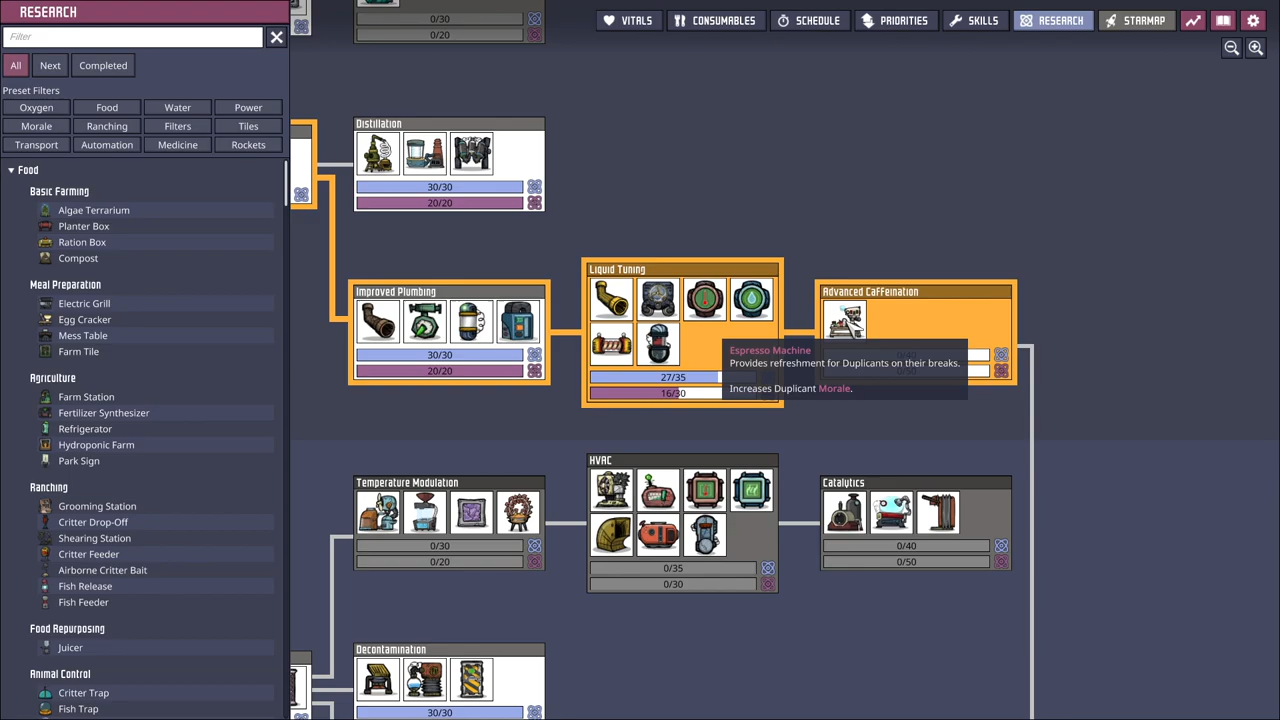 RESEARCH
Filter
All
Next
Completed
Preset Filters
Oxygen
Food
Water
Power
Morale
Ranching
Filters
Tiles
Transport
Automation
Medicine
Rockets
Food
Basic Farming
Algae Terrarium
Planter Box
Ration Box
Compost
Meal Preparation
Electric Grill
Egg Cracker
Mess Table
Farm Tile
Agriculture
Farm Station
Fertilizer Synthesizer
Refrigerator
Hydroponic Farm
Park Sign
Ranching
Grooming Station
Critter Drop-Off
Shearing Station
Critter Feeder
Airborne Critter Bait
Fish Release
Fish Feeder
Food Repurposing
Juicer
Animal Control
Critter Trap
Fish Trap
VITALS
CONSUMABLES
SCHEDULE
PRIORITIES
SKILLS
RESEARCH
STARMAP
0/30
0/20
Distillation
30/30
20/20
Improved Plumbing
30/30
20/20
Liquid Tuning
27/35
16/30
Advanced Caffeination
Espresso Machine
Provides refreshment for Duplicants on their breaks.
Increases Duplicant Morale.
Temperature Modulation
0/30
0/20
HVAC
0/35
0/30
Catalytics
0/40
0/50
Decontamination
30/30